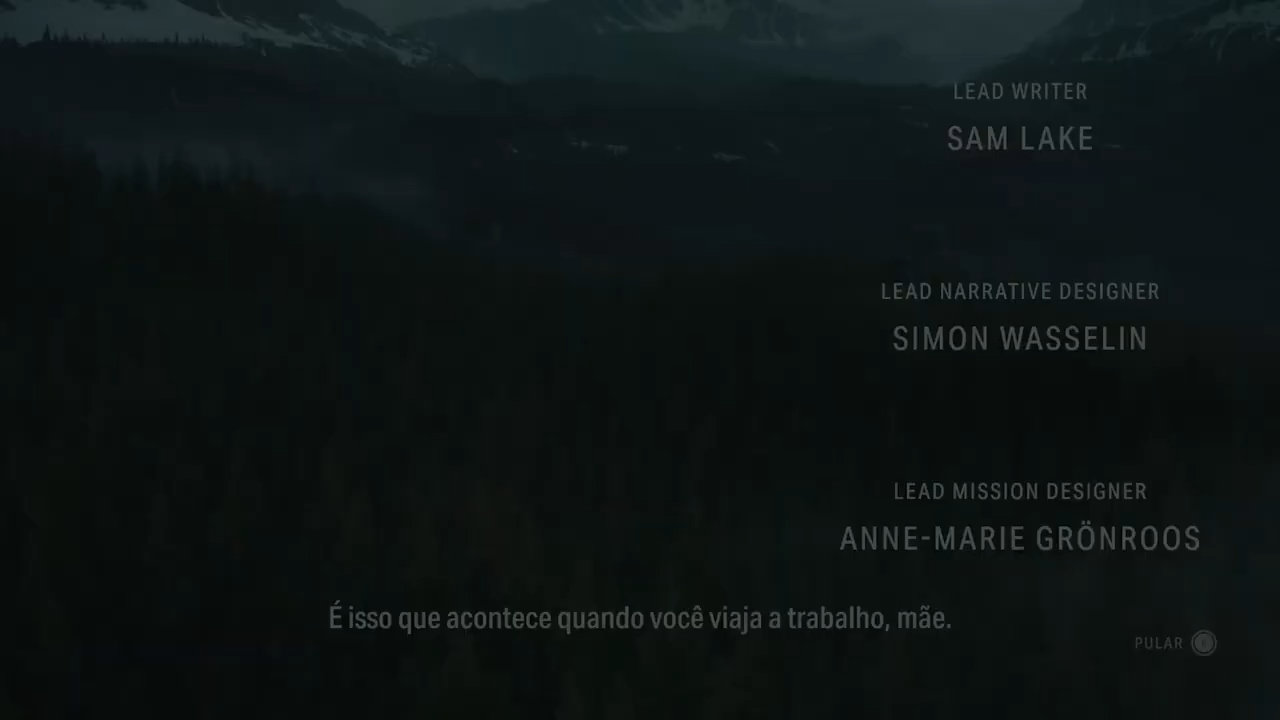 LEAD WRITER
SAM LAKE
LEAD NARRATIVE DESIGNER
SIMON WASSELIN
LEAD MISSION DESIGNER
ANNE-MARIE GRÖNROOS
É isso que acontece quando você viaja a trabalho, mãe.
PULAR